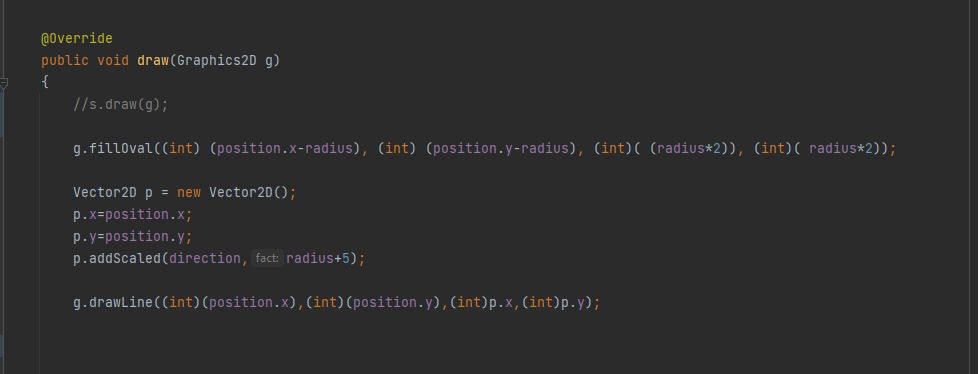 @Override
public void draw(Graphics2D g)
{
//s.draw(g);
g.fillOval((int) (position.x-radius), (int) (position.y-radius), (int)( (radius*2)), (int)( radius*2));
Vector2D p = new Vector2D();
p.x=position.x;
p.y=position.y;
p.addScaled(direction, fact: radius+5);
g.drawLine((int)(position.x),(int)(position.y),(int)p.x,(int)p.y);